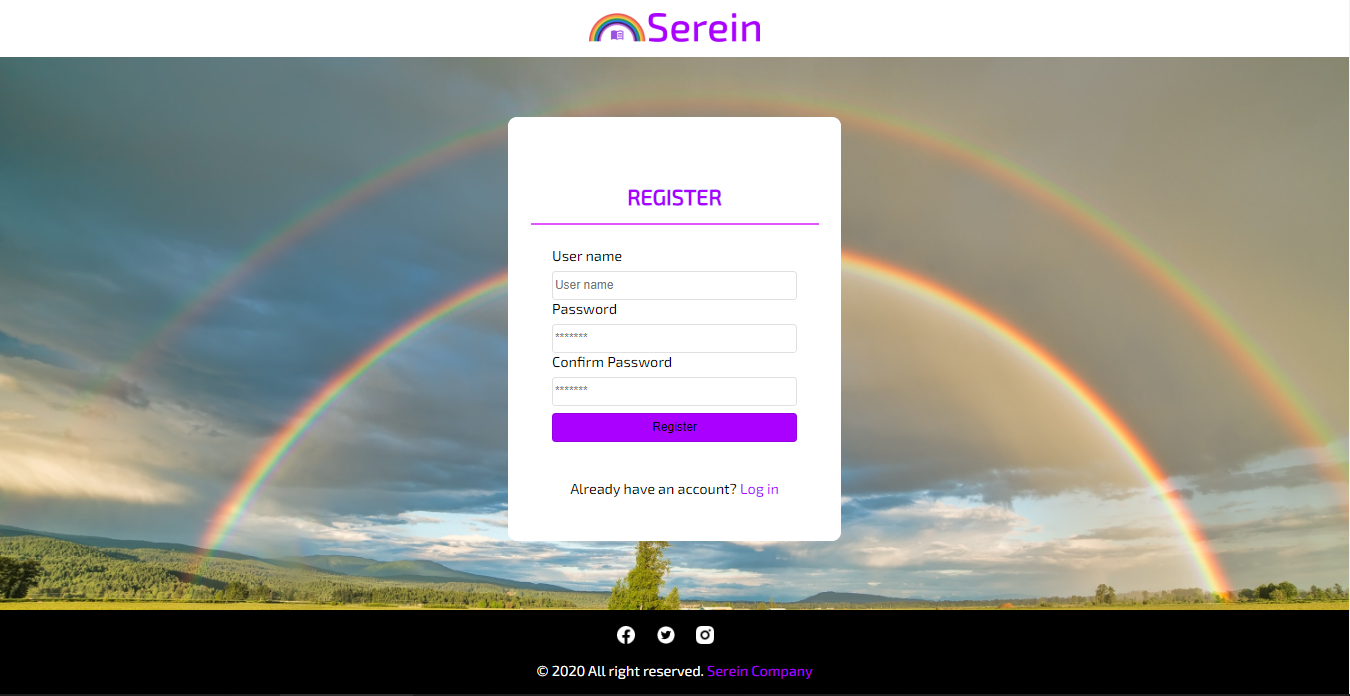 Serein
REGISTER
User name
User name
Password
*******
Confirm Password
*******
Register
Already have an account? Log in
© 2020 All right reserved. Serein Company